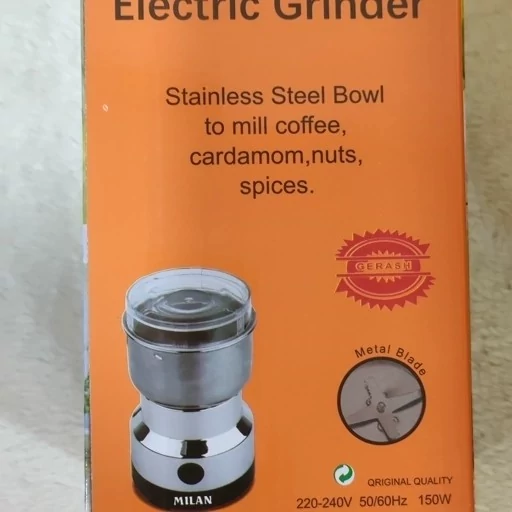 Electric Grinder
Stainless Steel Bowl
to mill coffee,
cardamom,nuts,
spices.
GERASH
Metal Blade
MILAN
QRIGINAL QUALITY
220-240V 50/60Hz 150W